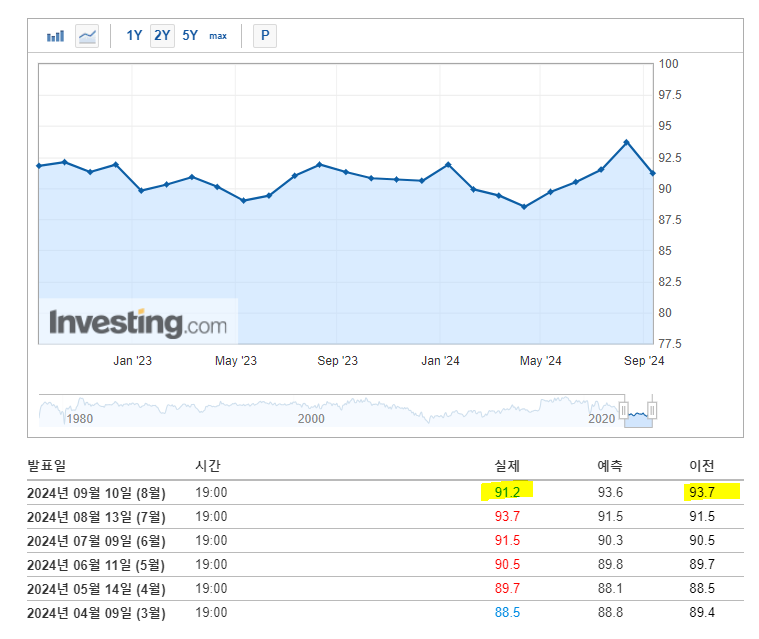 1Y 2Y 5Y max P
100
97.5
95
92.5
90
87.5
85
82.5
80
77.5
Investing.com
Jan '23 May '23 Sep '23 Jan '24 May '24 Sep '24
1980 2000 2020
발표일 시간 실제 예측 이전
2024년 09월 10일 (8월) 19:00 91.2 93.6 93.7
2024년 08월 13일 (7월) 19:00 93.7 91.5 91.5
2024년 07월 09일 (6월) 19:00 91.5 90.3 90.5
2024년 06월 11일 (5월) 19:00 90.5 89.8 89.7
2024년 05월 14일 (4월) 19:00 89.7 88.1 88.5
2024년 04월 09일 (3월) 19:00 88.5 88.8 89.4